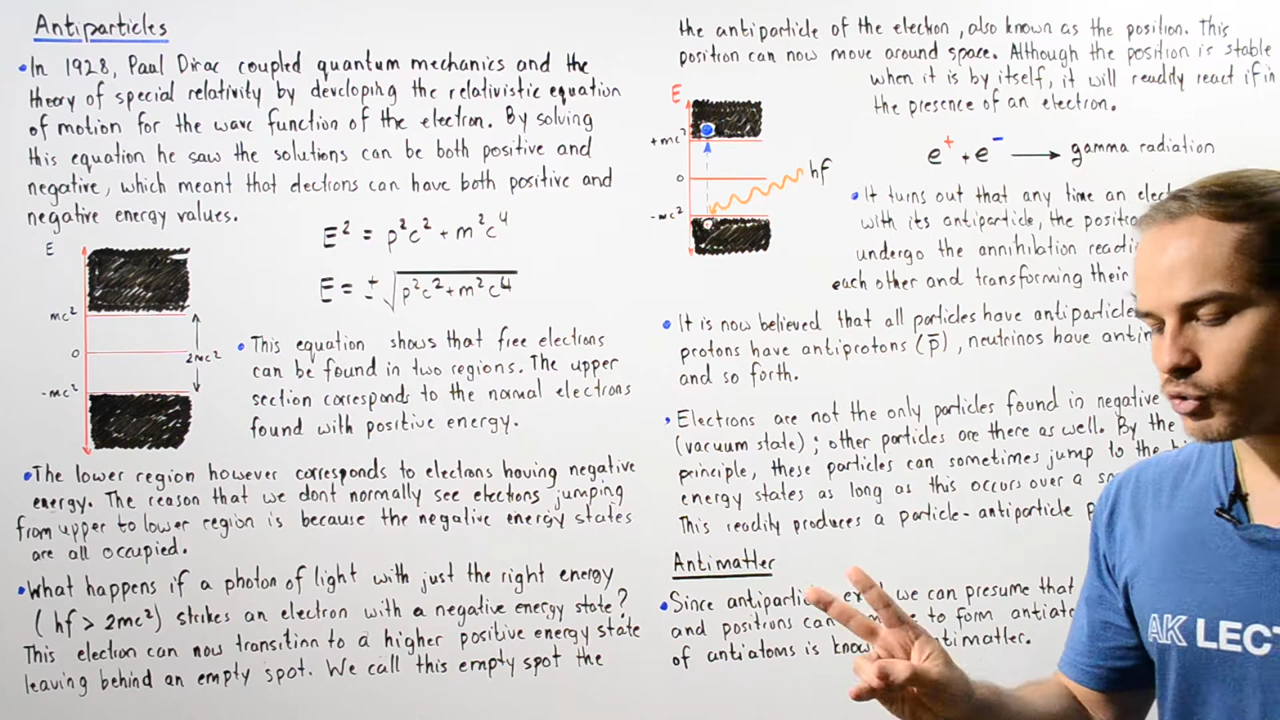 Antiparticles
• In 1928, Paul Dirac coupled quantum mechanics and the
theory of special relativity by developing the relativistic equation
of motion for the wave function of the electron. By solving
this equation he saw the solutions can be both positive and
negative, which meant that electrons can have both positive and
negative energy values.
E² = p²c² + m²c⁴
E = ± √p²c² + m²c⁴
E
mc²
0
-mc²
2mc²
• This equation shows that free electrons
can be found in two regions. The upper
section corresponds to the normal electrons
found with positive energy.
• The lower region however corresponds to electrons having negative
energy. The reason that we dont normally see electrons jumping
from upper to lower region is because the negative energy states
are all occupied.
• What happens if a photon of light with just the right energy
(hf > 2mc²) strikes an electron with a negative energy state?
This electron can now transition to a higher positive energy state
leaving behind an empty spot. We call this empty spot the
the antiparticle of the electron, also known as the positron. This
positron can now move around space. Although the positron is stable
when it is by itself, it will readily react if in
the presence of an electron.
E
+mc²
0
-mc²
hf
e⁺ + e⁻ ⟶ gamma radiation
• It turns out that any time an
with its antiparticle, the
undergo the annihilation
each other and transforming their
• It is now believed that all particles have
protons have antiprotons (p̄), neutrinos have
and so forth.
• Electrons are not the only particles found in negative
(vacuum state); other particles are there as well. By the
principle, these particles can sometimes jump to the
energy states as long as this occurs over a
This readily produces a particle-antiparticle
Antimatter
• Since we can presume that
and positrons can to form
of antiatoms is
AK